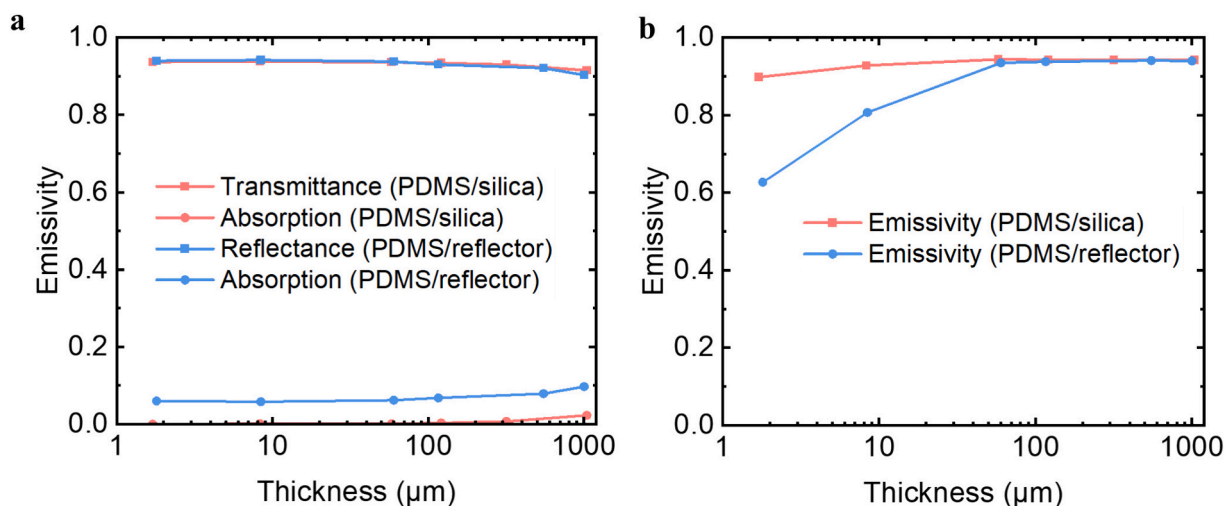 a
1.0
0.8
0.6
0.4
0.2
0.0
Emissivity
Transmittance (PDMS/silica)
Absorption (PDMS/silica)
Reflectance (PDMS/reflector)
Absorption (PDMS/reflector)
1 10 100 1000
Thickness (μm)
b
1.0
0.8
0.6
0.4
0.2
0.0
Emissivity
Emissivity (PDMS/silica)
Emissivity (PDMS/reflector)
1 10 100 1000
Thickness (μm)